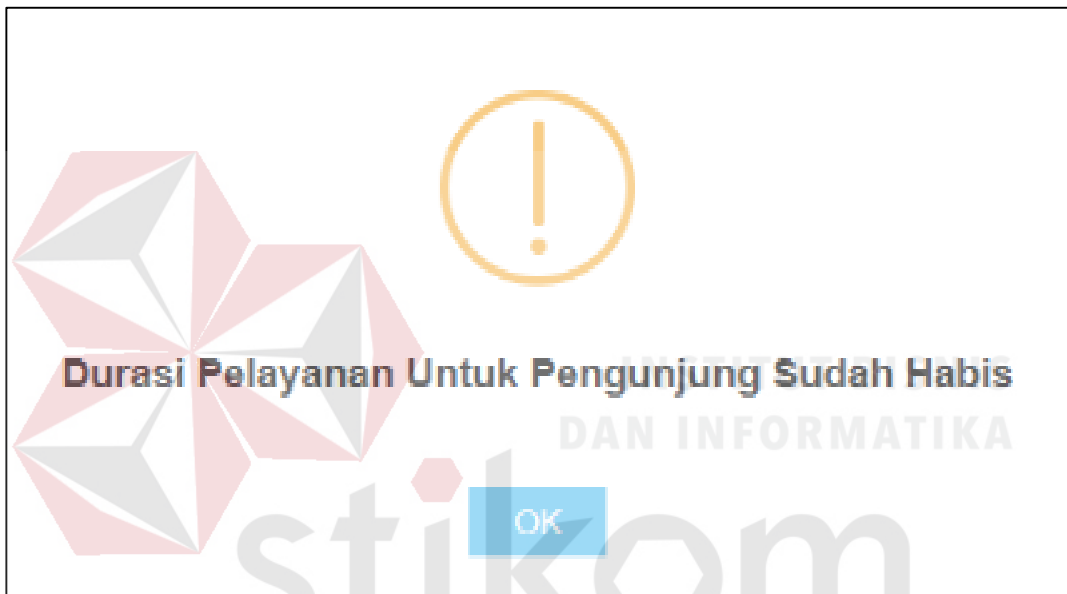 Durasi Pelayanan Untuk Pengunjung Sudah Habis
DAN INFORMATIKA
OK
stikom